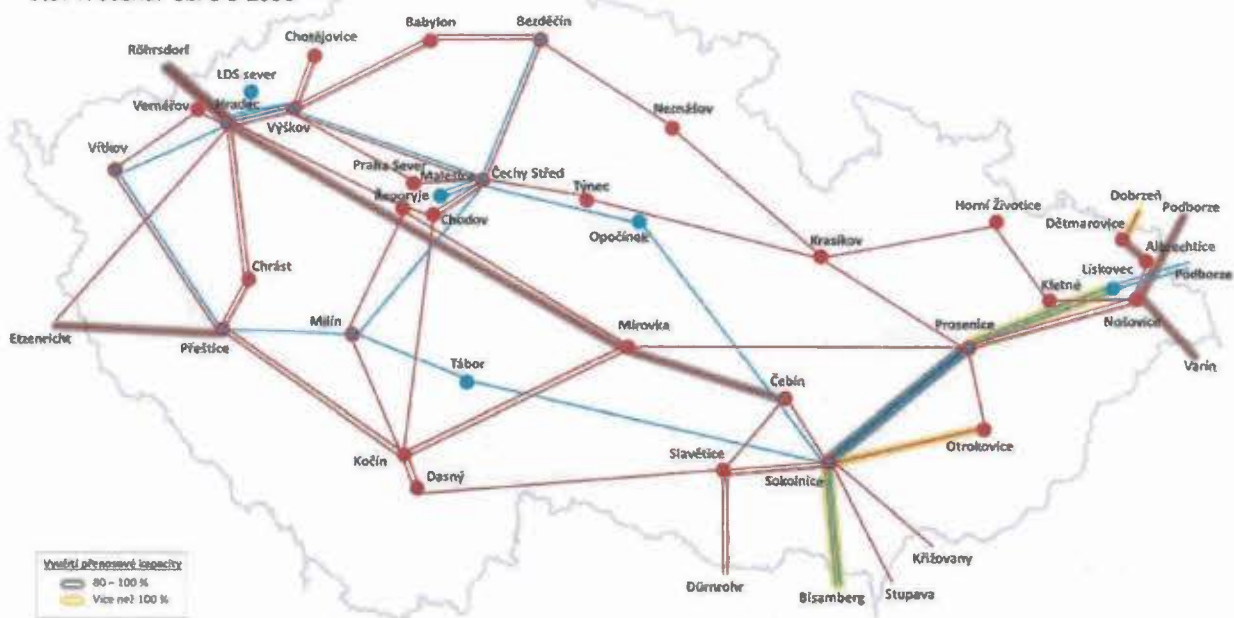 Babylon
Bezděčín
Chotějovice
Röhrsdorf
LDS sever
Vernéřov
Hradec
Výškov
Neznášov
Vítkov
Praha Sever
Malešice
Čechy Střed
Týnec
Řeporyje
Chodov
Opočínek
Horní Životice
Dobrzeń
Podborze
Dětmarovice
Albrechtice
Krasíkov
Lískovec
Podborze
Chrást
Kletné
Nošovice
Etzenricht
Přeštice
Milín
Mírovka
Prosenice
Varín
Tábor
Čebín
Kočín
Dasný
Slavětice
Sokolnice
Otrokovice
Křižovany
Dürnrohr
Bisamberg
Stupava
Využití přenosové kapacity
80 – 100 %
Více než 100 %